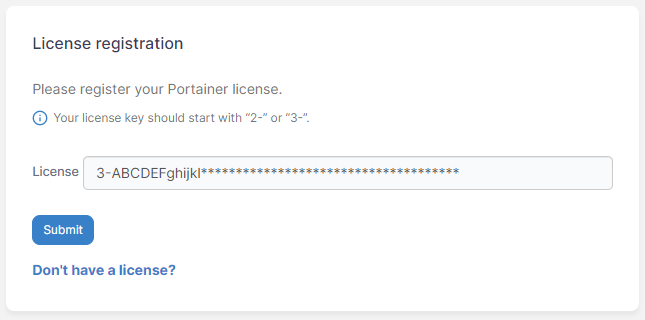 License registration
Please register your Portainer license.
Your license key should start with “2-” or “3-”.
License 3-ABCDEFghijkl*************************************
Submit
Don't have a license?